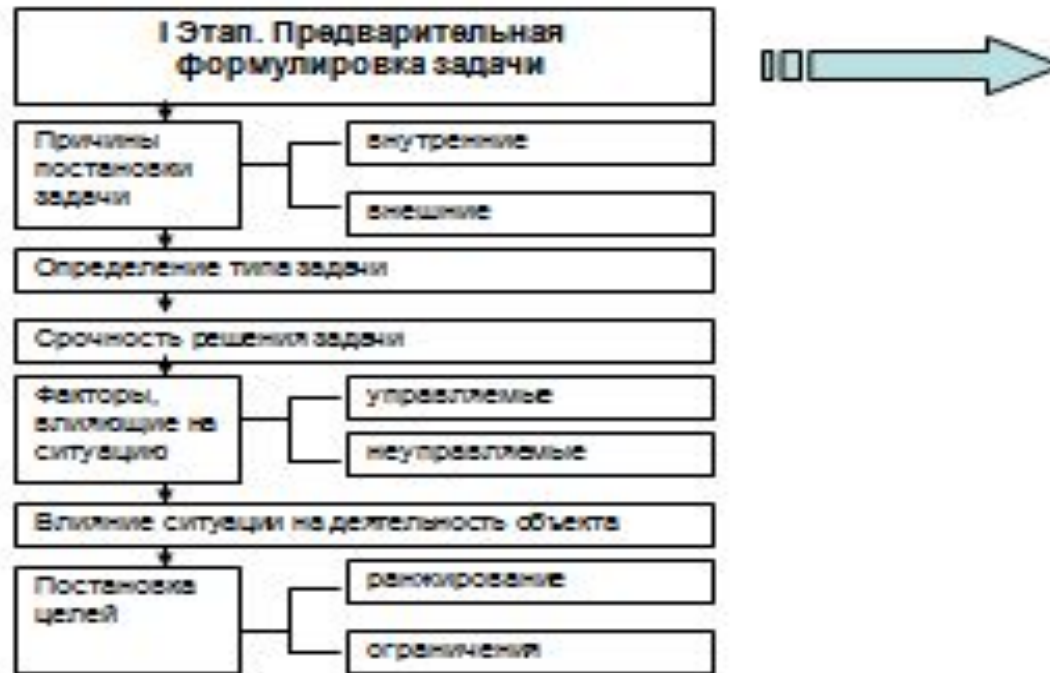 I Этап. Предварительная
формулировка задачи
Причины
постановки
задачи
внутренние
внешние
Определение типа задачи
Срочность решения задачи
Факторы,
влияющие на
ситуацию
управляемые
неуправляемые
Влияние ситуации на деятельность объекта
Постановка
целей
ранжирование
ограничения